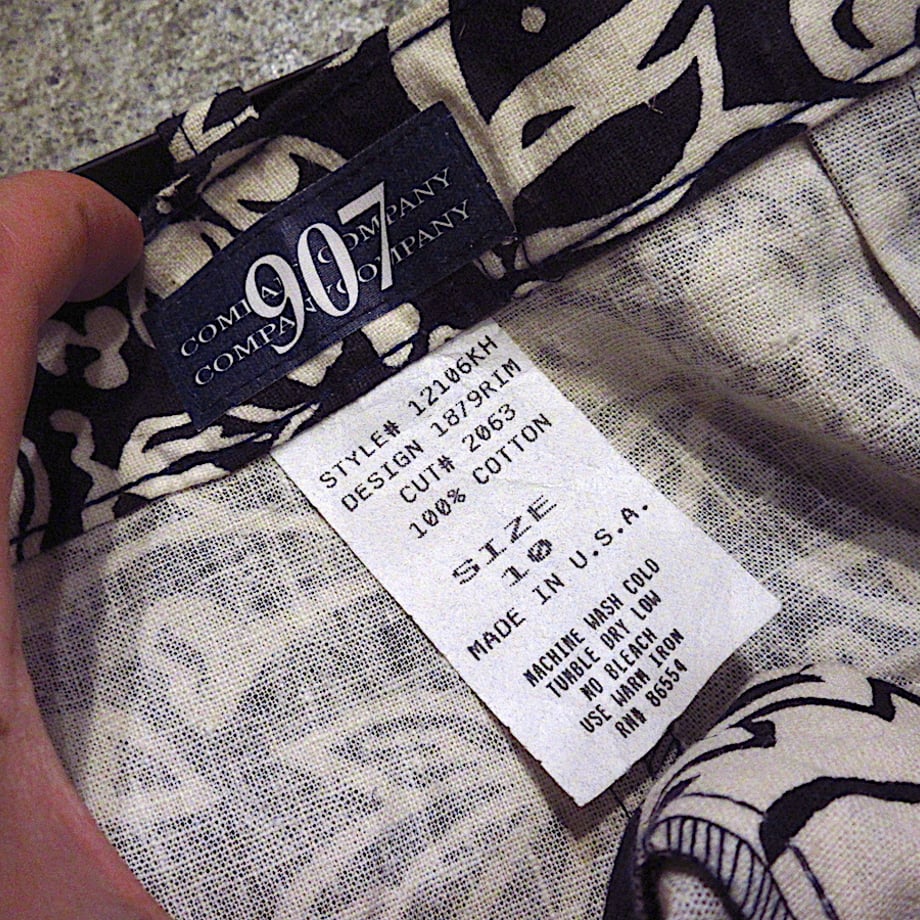 COMPANY COMPANY
907
COMPANY COMPANY
STYLE# 12106KH
DESIGN 1879RIM
CUT# 2063
100% COTTON
SIZE
10
MADE IN U.S.A.
MACHINE WASH COLD
TUMBLE DRY LOW
NO BLEACH
USE WARM IRON
RN# 86554